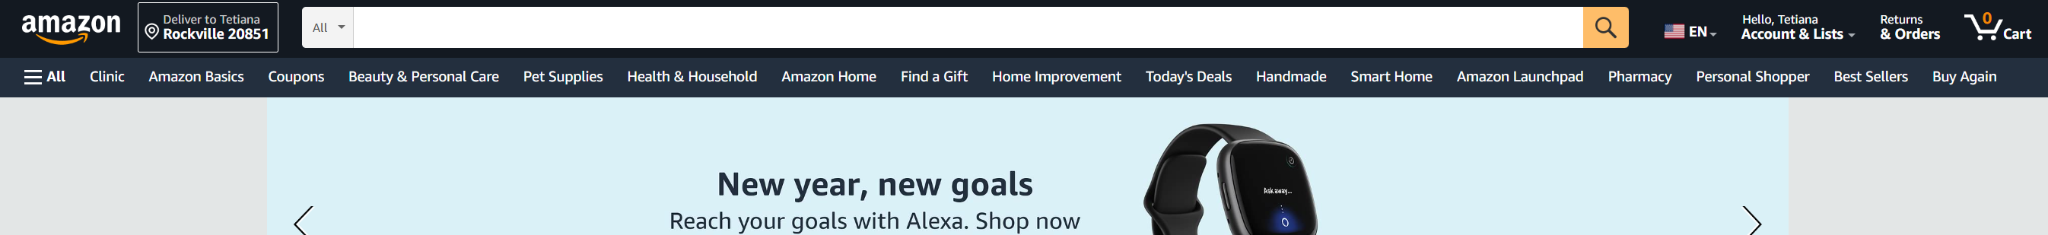 amazon
Deliver to Tetiana
Rockville 20851
All
EN
Hello, Tetiana
Account & Lists
Returns
& Orders
0
Cart
All Clinic Amazon Basics Coupons Beauty & Personal Care Pet Supplies Health & Household Amazon Home Find a Gift Home Improvement Today's Deals Handmade Smart Home Amazon Launchpad Pharmacy Personal Shopper Best Sellers Buy Again
New year, new goals
Reach your goals with Alexa. Shop now
Ask away...